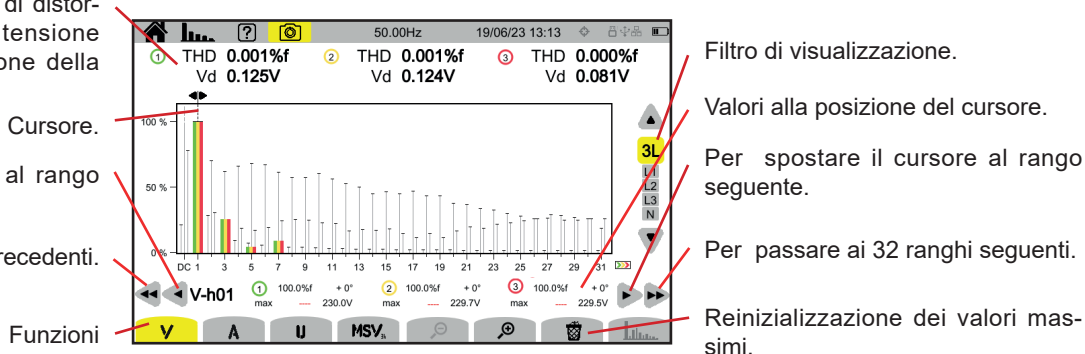 di distor-
tensione
one della
Cursore.
al rango
recedenti.
Funzioni
50.00Hz 19/06/23 13:13
1 THD 0.001%f 2 THD 0.001%f 3 THD 0.000%f
Vd 0.125V Vd 0.124V Vd 0.081V
100 %
50 %
0 %
DC 1 3 5 7 9 11 13 15 17 19 21 23 25 27 29 31
3L
L1
L2
L3
N
V-h01 1 100.0%f + 0° 2 100.0%f + 0° 3 100.0%f + 0°
max ---- 230.0V max ---- 229.7V max ---- 229.5V
V A U MSV%
Filtro di visualizzazione.
Valori alla posizione del cursore.
Per spostare il cursore al rango
seguente.
Per passare ai 32 ranghi seguenti.
Reinizializzazione dei valori mas-
simi.